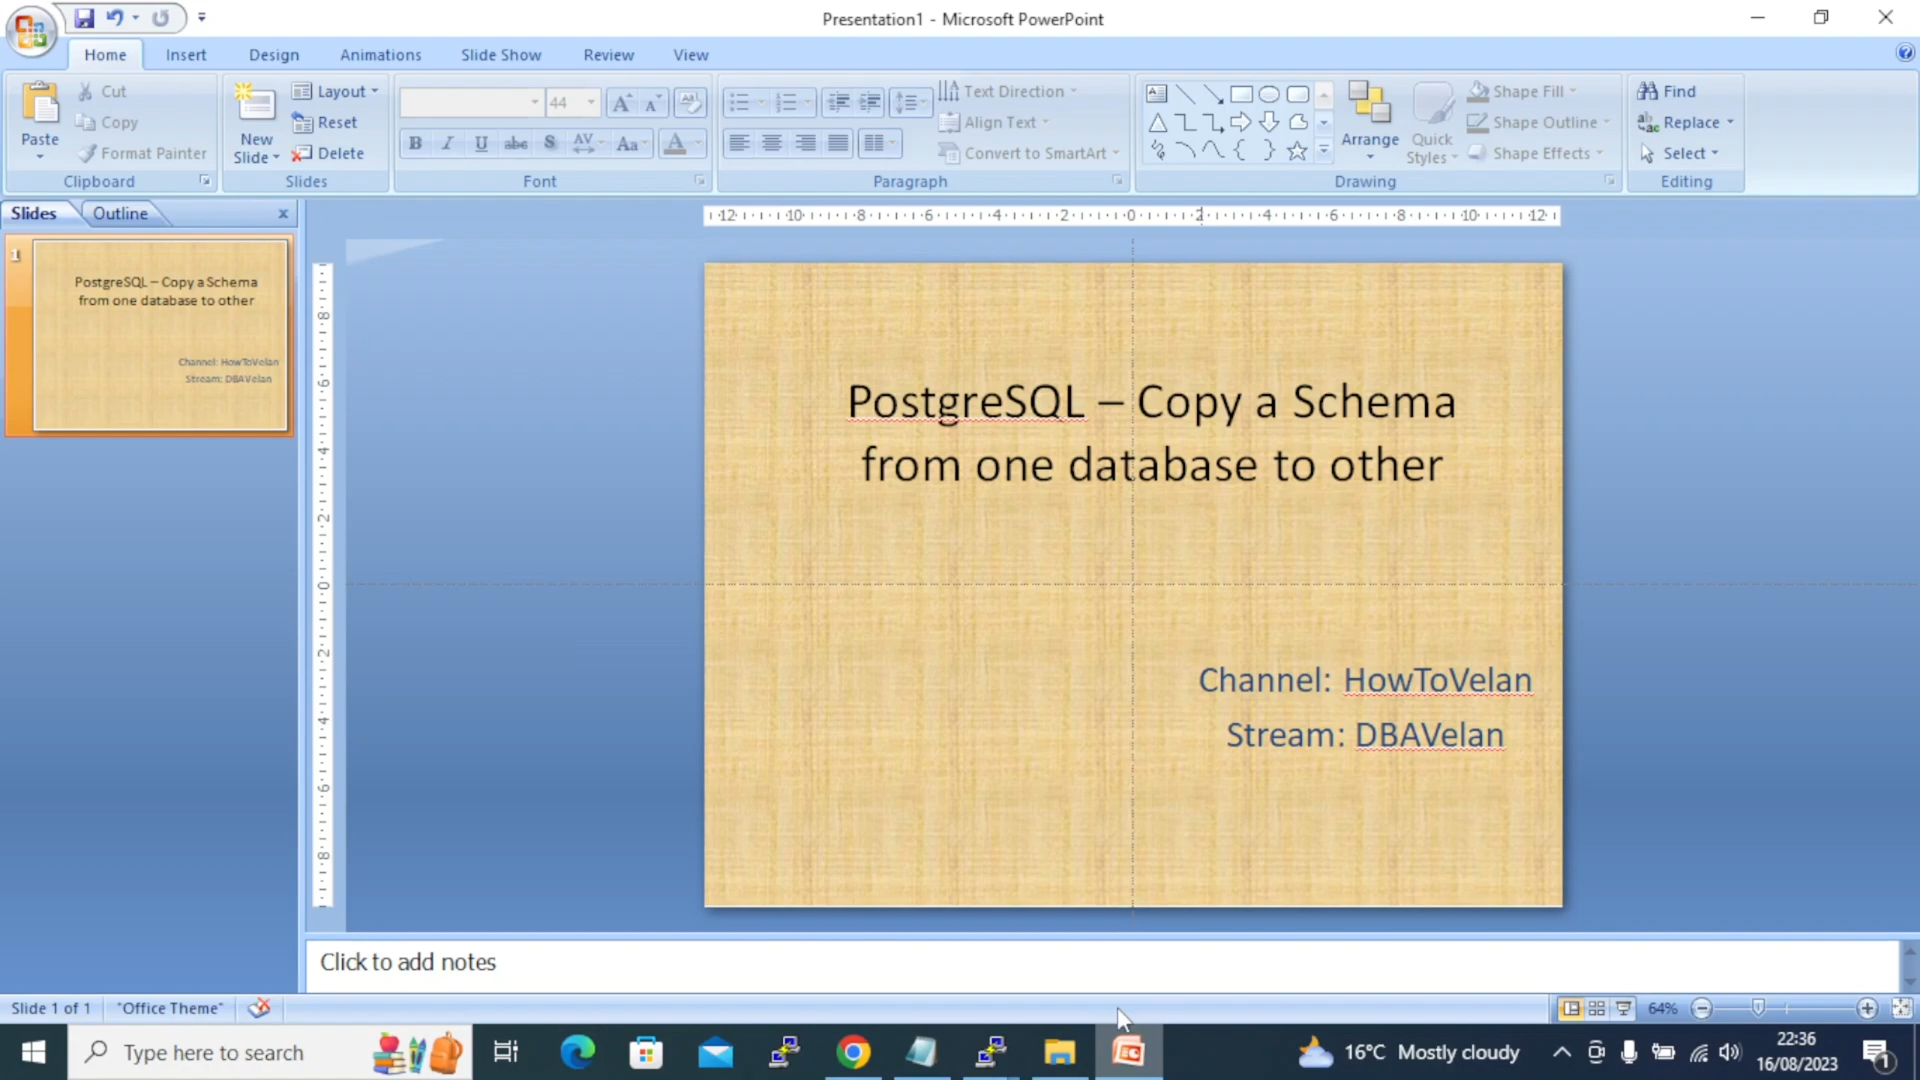 Presentation1 - Microsoft PowerPoint
Home Insert Design Animations Slide Show Review View
Paste
Cut
Copy
Format Painter
Clipboard
New
Slide
Layout
Reset
Delete
Slides
44
Font
Text Direction
Align Text
Convert to SmartArt
Paragraph
Arrange
Quick
Styles
Shape Fill
Shape Outline
Shape Effects
Drawing
Find
Replace
Select
Editing
Slides Outline
1
PostgreSQL – Copy a Schema
from one database to other
Channel: HowToVelan
Stream: DBAVelan
PostgreSQL – Copy a Schema
from one database to other
Channel: HowToVelan
Stream: DBAVelan
Click to add notes
Slide 1 of 1 "Office Theme" 64%
Type here to search
16°C Mostly cloudy
22:36
16/08/2023
1